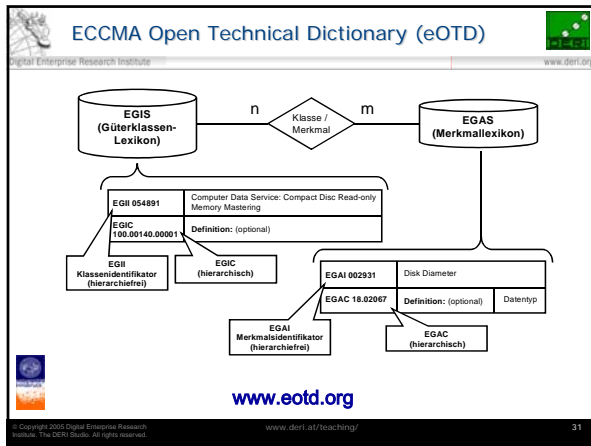 ECCMA Open Technical Dictionary (eOTD)
DERI
Digital Enterprise Research Institute
www.deri.or
EGIS
(Güterklassen-
Lexikon)
n
Klasse /
Merkmal
m
EGAS
(Merkmallexikon)
EGII 054891
Computer Data Service: Compact Disc Read-only
Memory Mastering
EGIC
100.00140.00001
Definition: (optional)
EGII
Klassenidentifikator
(hierarchiefrei)
EGIC
(hierarchisch)
EGAI 002931
Disk Diameter
EGAC 18.02067
Definition: (optional)
Datentyp
EGAI
Merkmalsidentifikator
(hierarchiefrei)
EGAC
(hierarchisch)
www.eotd.org
© Copyright 2005 Digital Enterprise Research
Institute, The DERI Studio. All rights reserved.
www.deri.at/teaching/
31